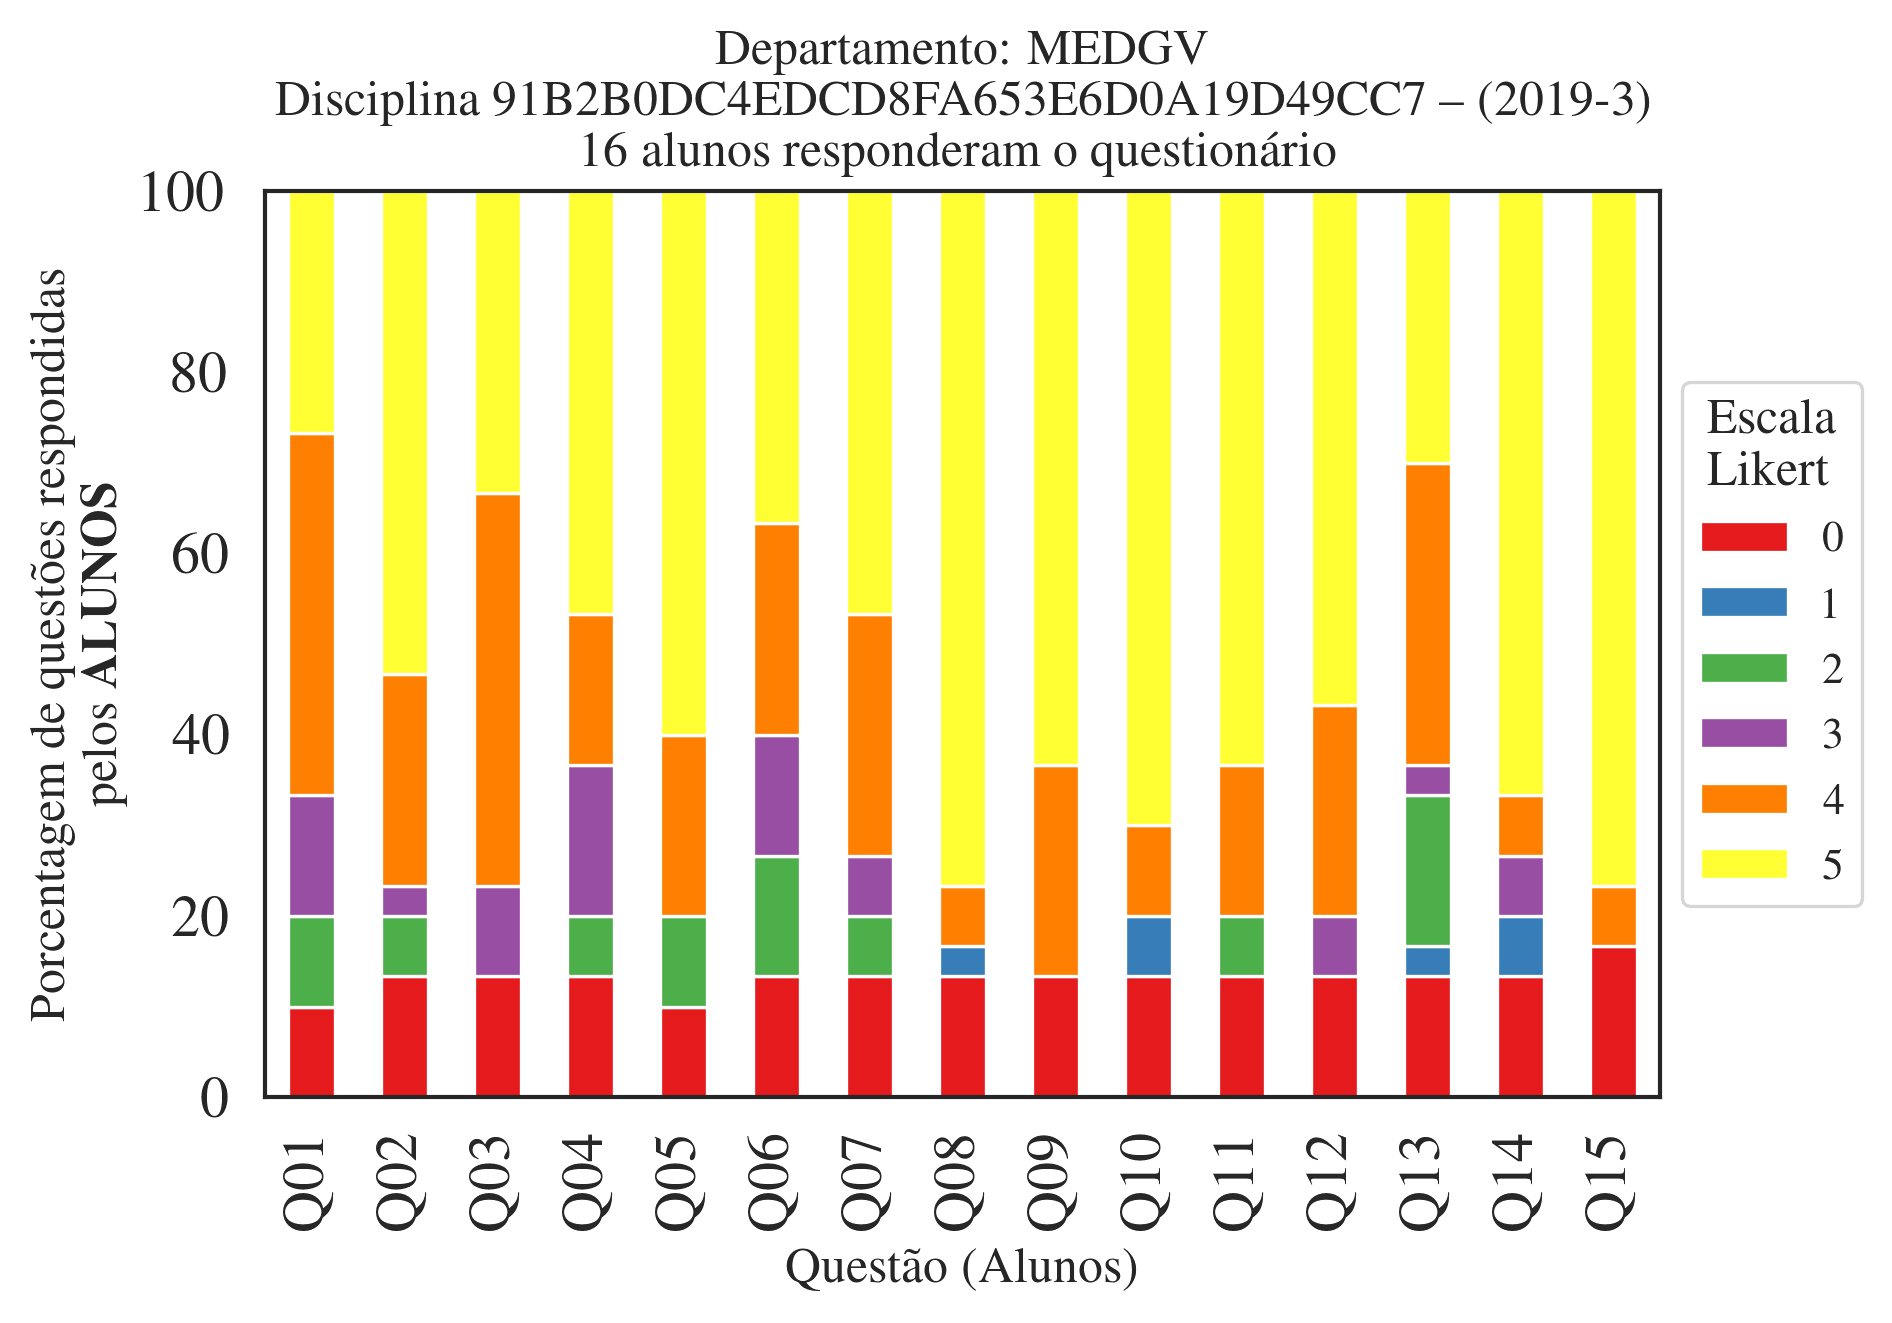 Departamento: MEDGV
Disciplina 91B2B0DC4EDCD8FA653E6D0A19D49CC7 – (2019-3)
16 alunos responderam o questionário
Porcentagem de questões respondidas
pelos ALUNOS
100
80
60
40
20
0
Q01
Q02
Q03
Q04
Q05
Q06
Q07
Q08
Q09
Q10
Q11
Q12
Q13
Q14
Q15
Questão (Alunos)
Escala
Likert
0
1
2
3
4
5